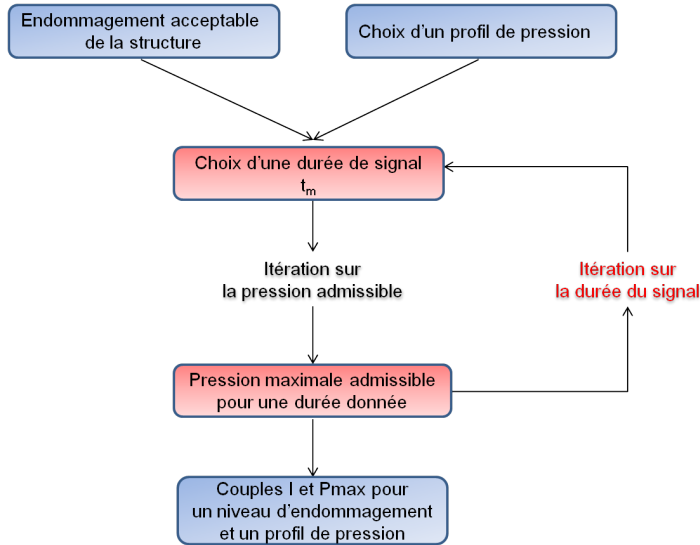 Endommagement acceptable
de la structure
Choix d'un profil de pression
Choix d'une durée de signal
tm
Itération sur
la pression admissible
Itération sur
la durée du signal
Pression maximale admissible
pour une durée donnée
Couples I et Pmax pour
un niveau d'endommagement
et un profil de pression